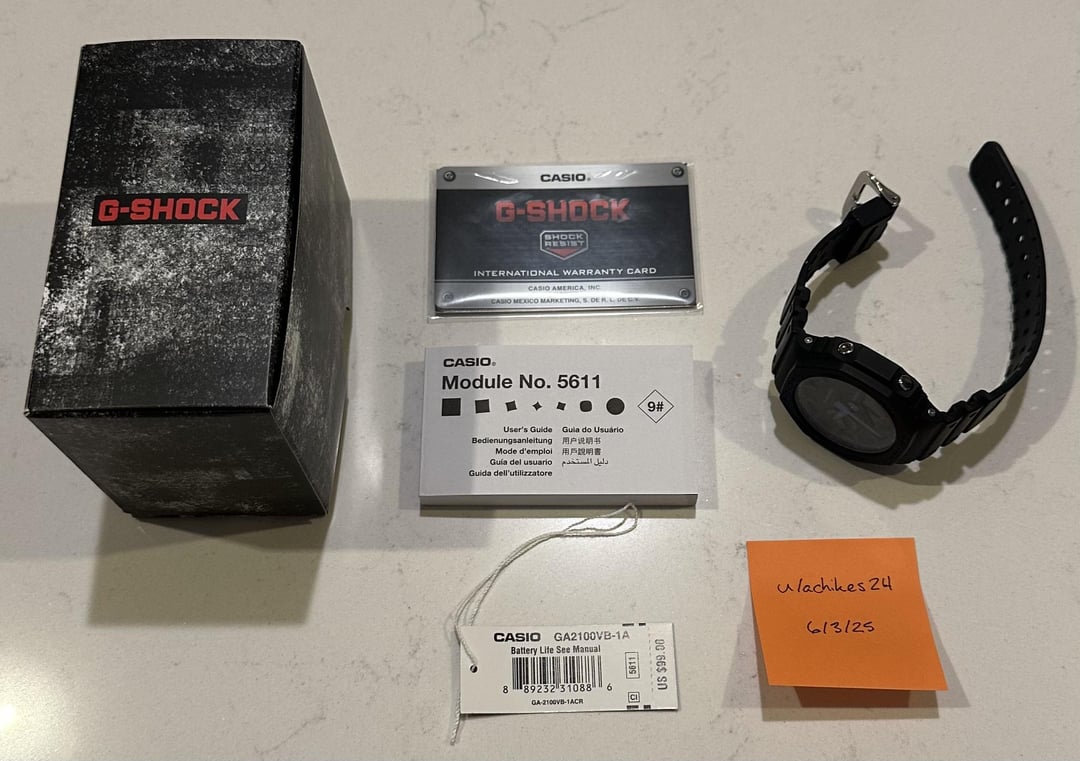 G-SHOCK
CASIO
G-SHOCK
SHOCK
RESIST
INTERNATIONAL WARRANTY CARD
CASIO AMERICA, INC.
CASIO MEXICO MARKETING, S. DE R. L. DE C.V.
CASIO®
Module No. 5611
9#
User's Guide Guia do Usuário
Bedienungsanleitung 用户说明书
Mode d'emploi 用戶說明書
Guía del usuario دليل المستخدم
Guida dell'utilizzatore
CASIO GA2100VB-1A
Battery Life See Manual
8 89232 31088 6
GA-2100VB-1ACR
5611
CI
US $99.00
u/achikes24
6/3/25